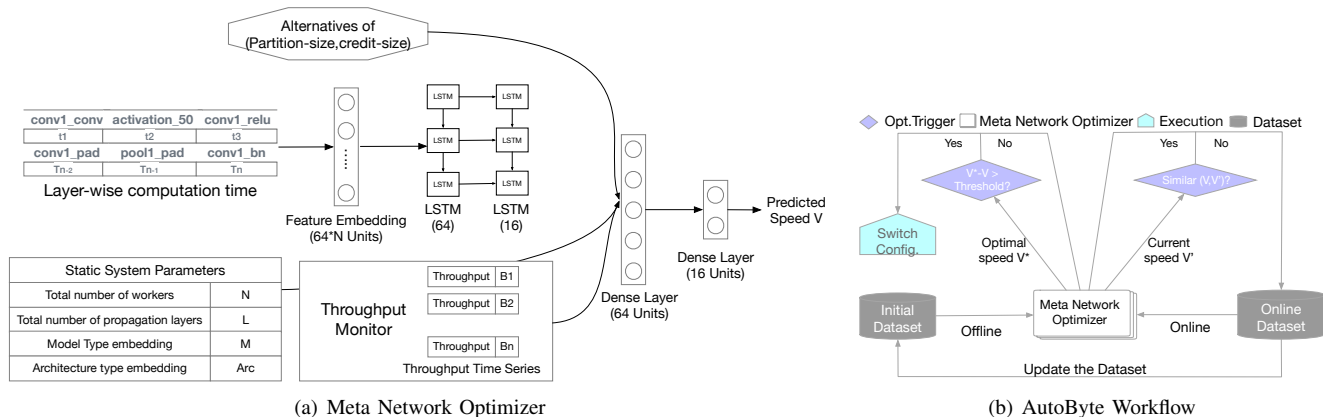 Alternatives of
(Partition-size,credit-size)
conv1_conv activation_50 conv1_relu
t1 t2 t3
conv1_pad pool1_pad conv1_bn
Tn-2 Tn-1 Tn
Layer-wise computation time
Feature Embedding
(64*N Units)
LSTM LSTM
LSTM LSTM
LSTM LSTM
LSTM LSTM
(64) (16)
Static System Parameters
Total number of workers N
Total number of propagation layers L
Model Type embedding M
Architecture type embedding Arc
Throughput
Monitor
Throughput B1
Throughput B2
Throughput Bn
Throughput Time Series
Dense Layer
(64 Units)
Dense Layer
(16 Units)
Predicted
Speed V
(a) Meta Network Optimizer
Opt.Trigger Meta Network Optimizer Execution Dataset
Yes No Yes No
V*-V >
Threshold?
Similar (V,V')?
Switch
Config.
Optimal
speed V*
Current
speed V'
Initial
Dataset
Offline
Meta Network
Optimizer
Online
Online
Dataset
Update the Dataset
(b) AutoByte Workflow